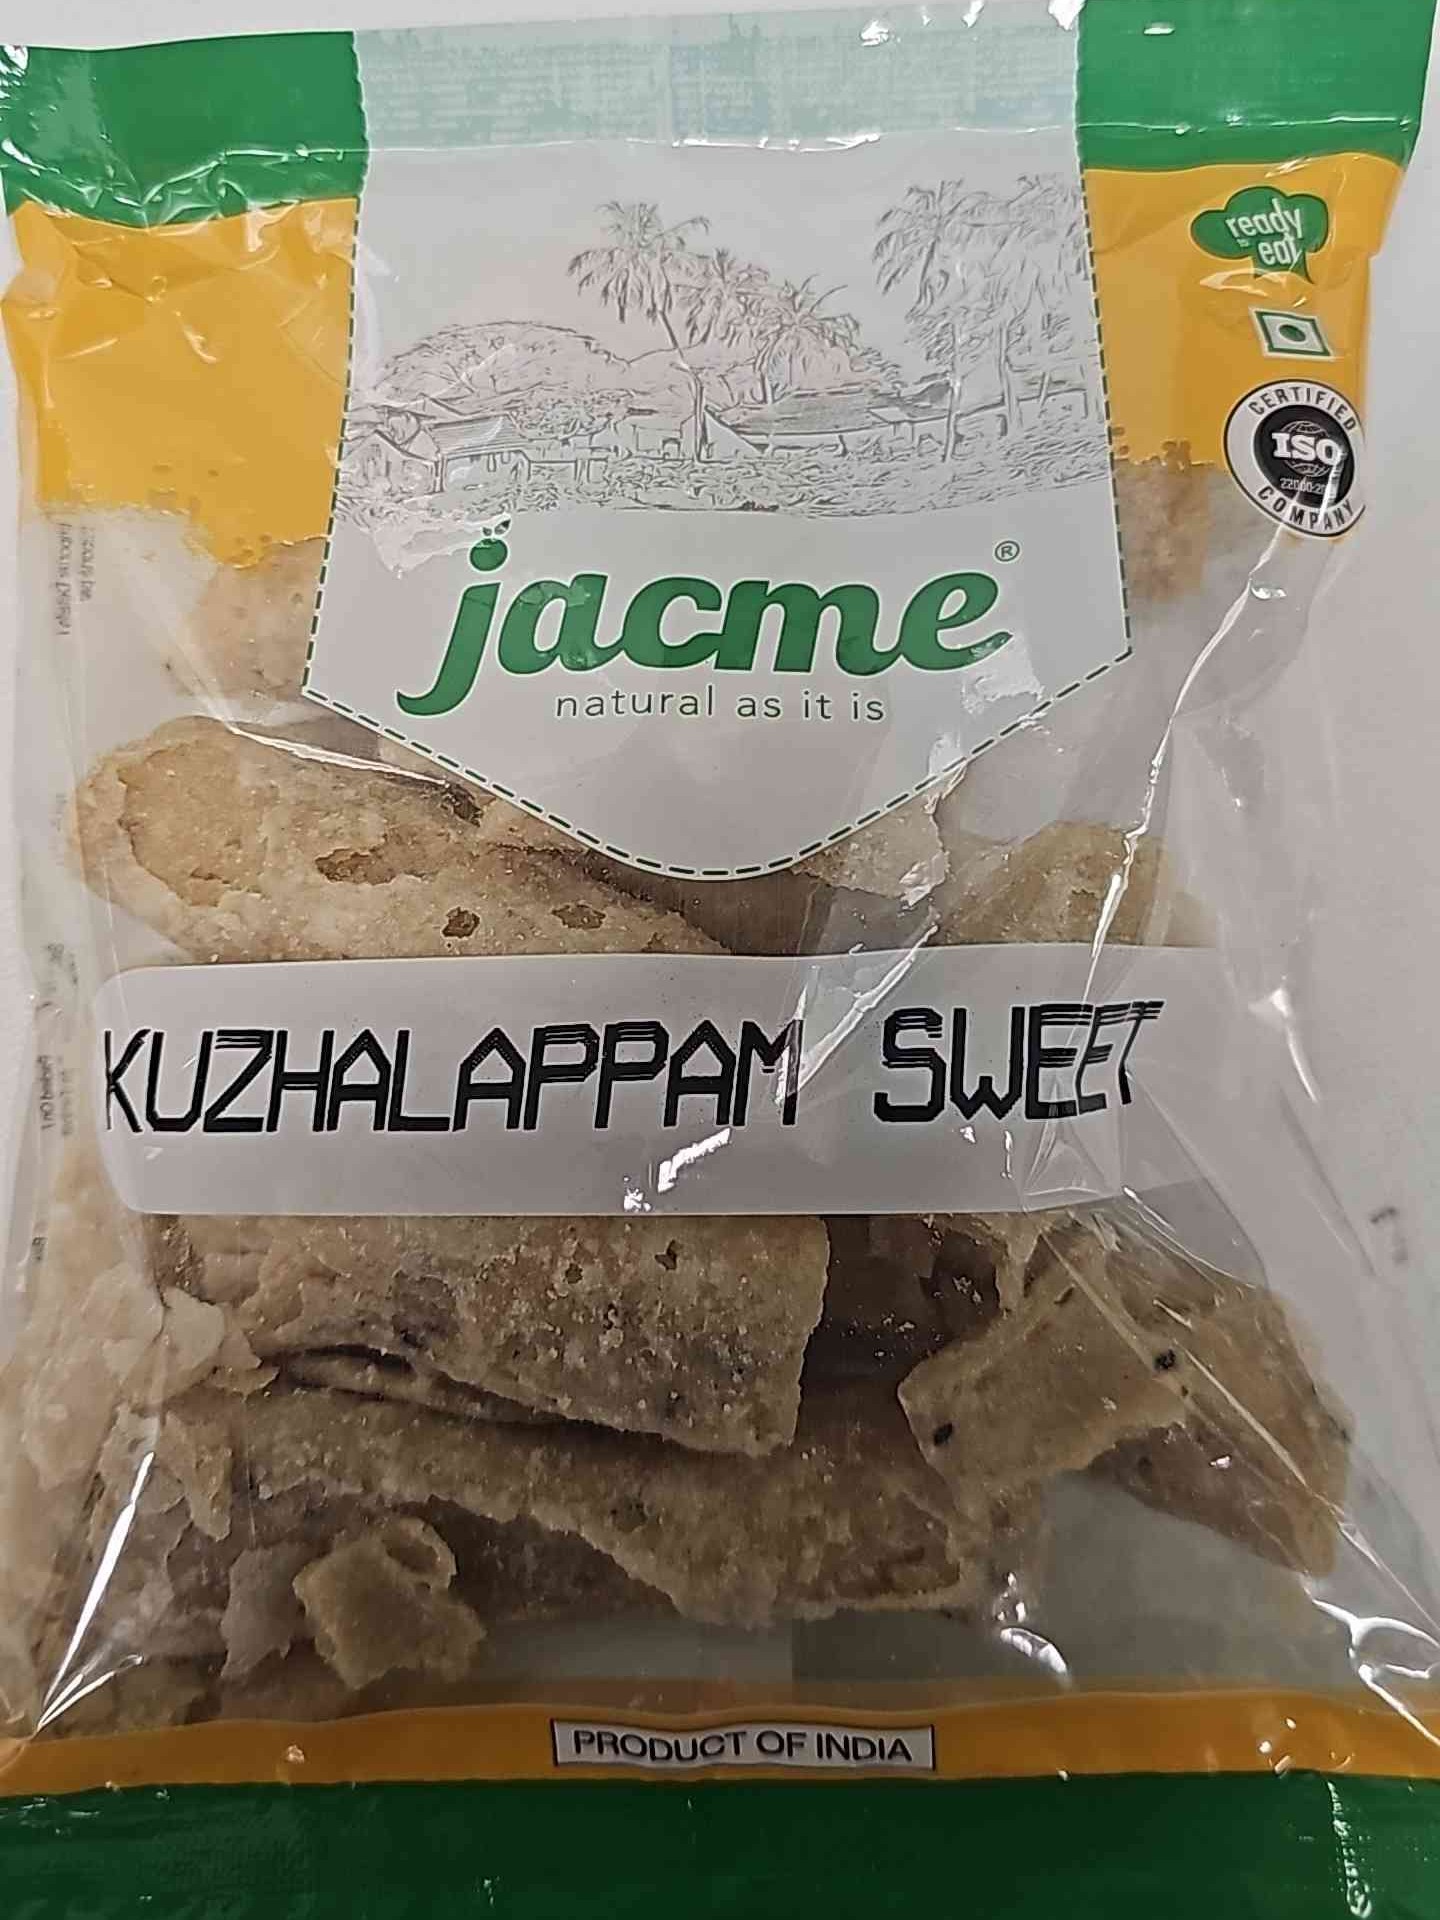 ready
to
eat
CERTIFIED
ISO
COMPANY
jacme®
natural as it is
KUZHALAPPAM SWEET
PRODUCT OF INDIA